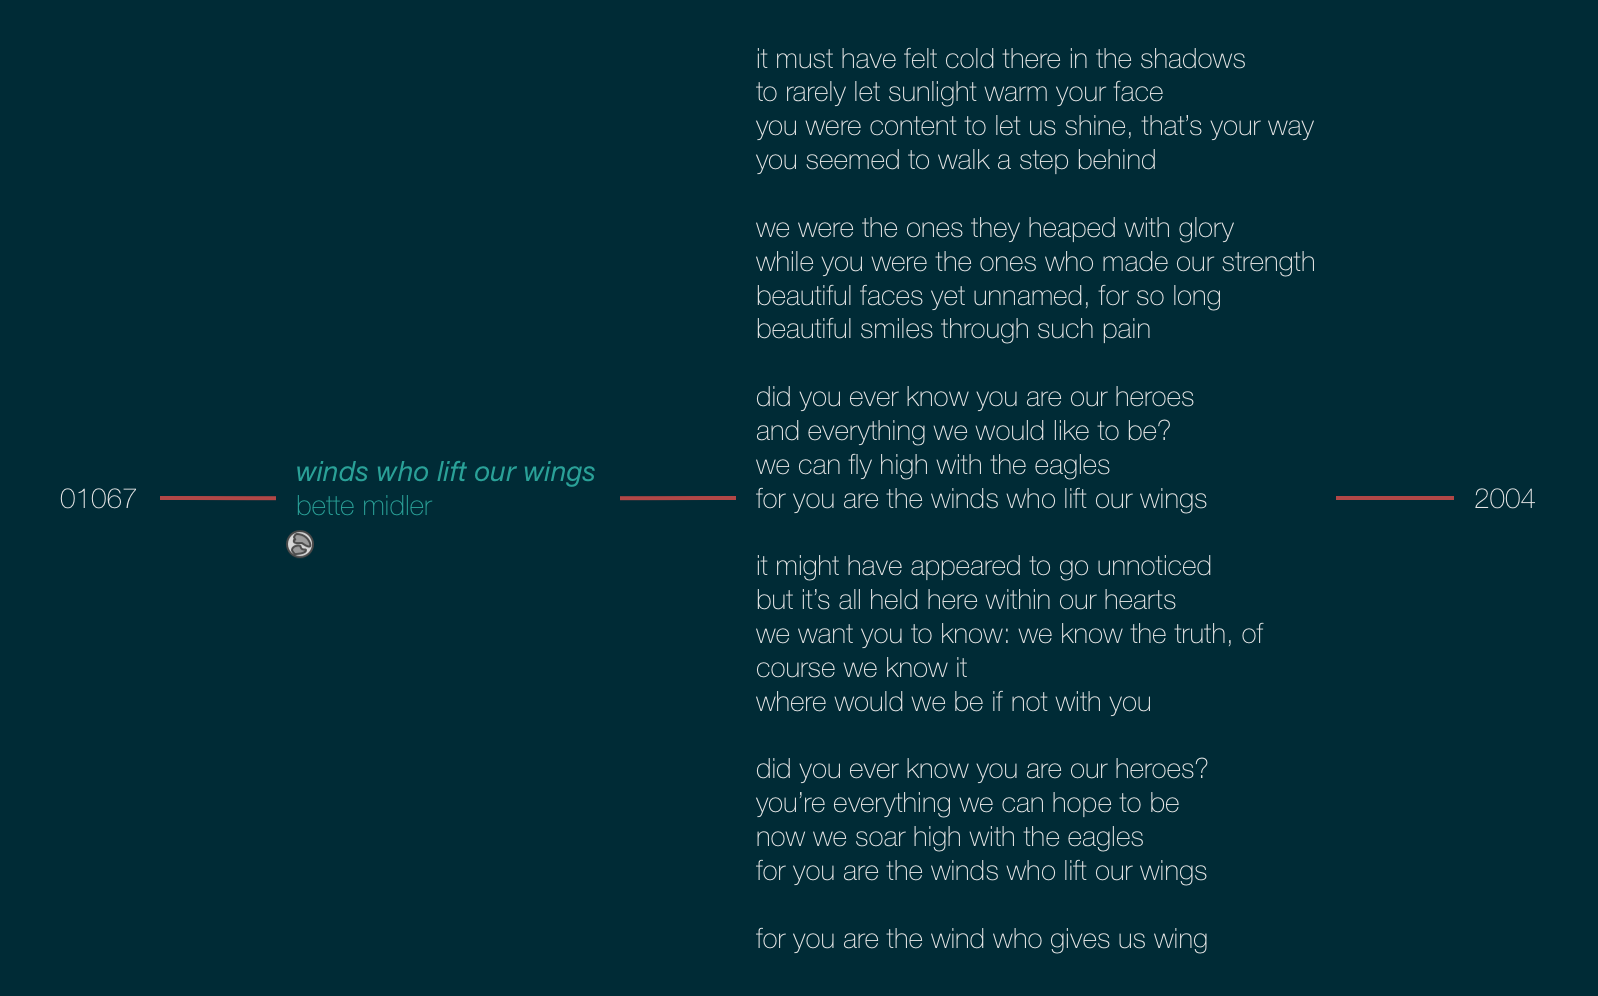 01067
winds who lift our wings
bette midler
it must have felt cold there in the shadows
to rarely let sunlight warm your face
you were content to let us shine, that’s your way
you seemed to walk a step behind
we were the ones they heaped with glory
while you were the ones who made our strength
beautiful faces yet unnamed, for so long
beautiful smiles through such pain
did you ever know you are our heroes
and everything we would like to be?
we can fly high with the eagles
for you are the winds who lift our wings
it might have appeared to go unnoticed
but it’s all held here within our hearts
we want you to know: we know the truth, of
course we know it
where would we be if not with you
did you ever know you are our heroes?
you’re everything we can hope to be
now we soar high with the eagles
for you are the winds who lift our wings
for you are the wind who gives us wing
2004